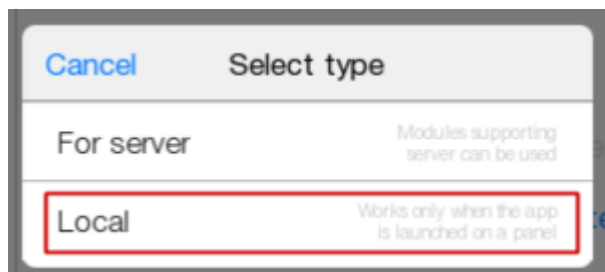 Cancel Select type
For server
Modules supporting
server can be used
Local
Works only when the app
is launched on a panel